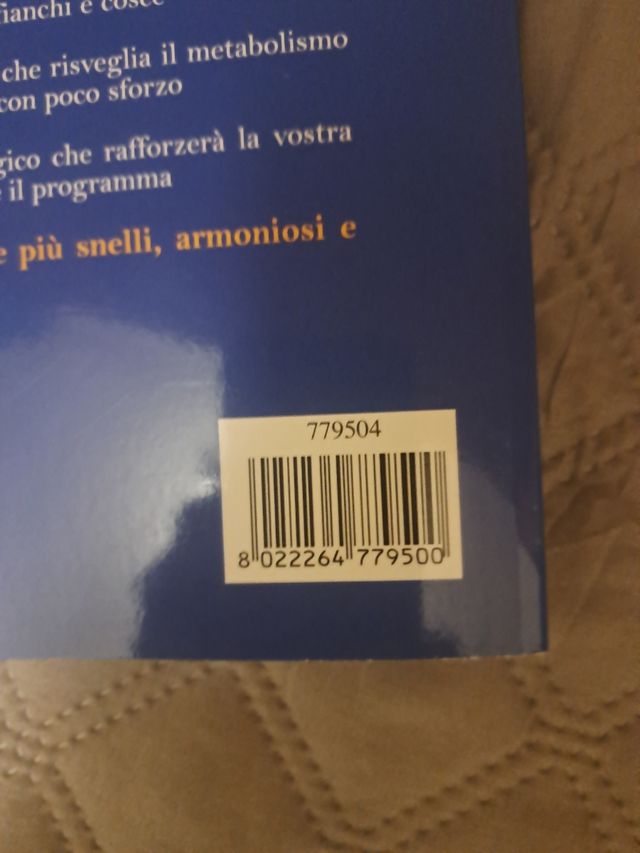 fianchi e cosce
che risveglia il metabolismo
con poco sforzo
che rafforzerà la vostra
il programma
più snelli, armoniosi e
779504
8 022264 779500